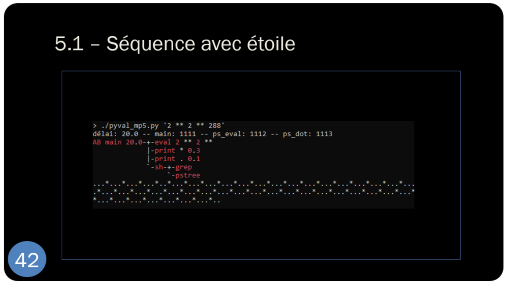 5.1 – Séquence avec étoile
> ./pyval_mp5.py '2 ** 2 ** 288'
délai: 20.0 -- main: 1111 -- ps_eval: 1112 -- ps_dot: 1113
AB main 20.0-+-eval 2 ** 2 **
|-print * 0.3
|-print . 0.1
`-sh-+-grep
`-pstree
42